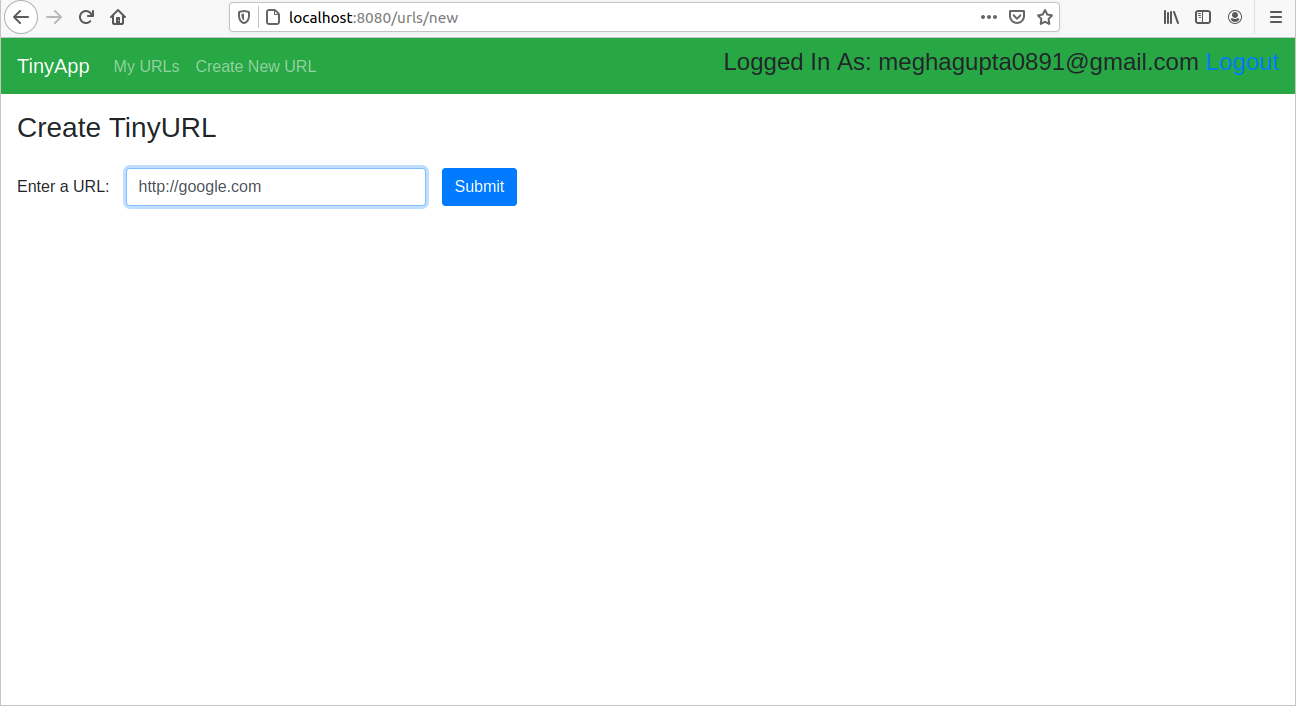 localhost:8080/urls/new
TinyApp My URLs Create New URL Logged In As: meghagupta0891@gmail.com Logout
Create TinyURL
Enter a URL: http://google.com Submit